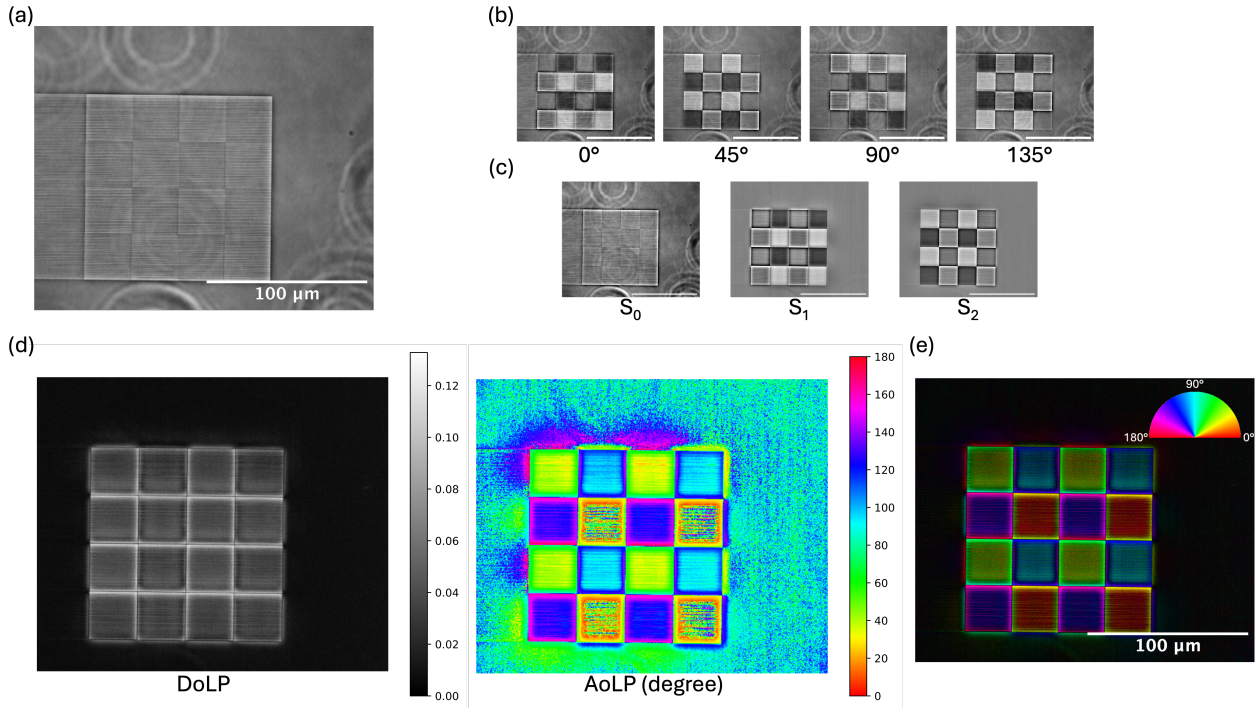 (a)
100 μm
(b)
0° 45° 90° 135°
(c)
S₀ S₁ S₂
(d)
0.12
0.10
0.08
0.06
0.04
0.02
0.00
DoLP
180
160
140
120
100
80
60
40
20
0
AoLP (degree)
(e)
90°
180° 0°
100 μm